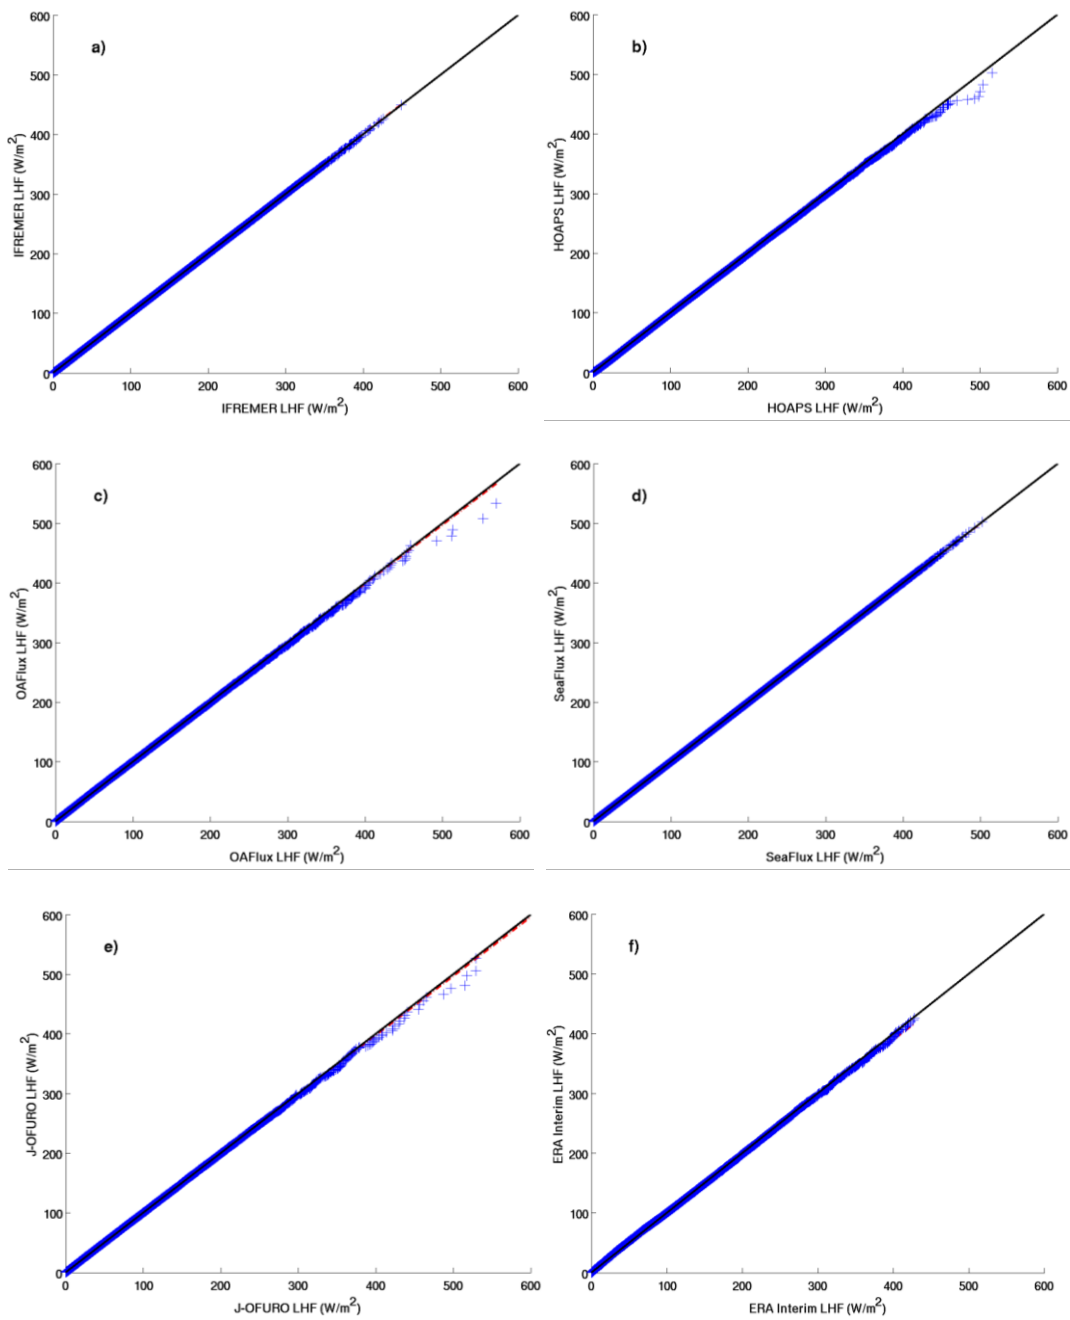 a)
600
500
400
300
200
100
0
IFREMER LHF (W/m²)
0 100 200 300 400 500 600
IFREMER LHF (W/m²)
b)
600
500
400
300
200
100
0
HOAPS LHF (W/m²)
0 100 200 300 400 500 600
HOAPS LHF (W/m²)
c)
600
500
400
300
200
100
0
OAFlux LHF (W/m²)
0 100 200 300 400 500 600
OAFlux LHF (W/m²)
d)
600
500
400
300
200
100
0
SeaFlux LHF (W/m²)
0 100 200 300 400 500 600
SeaFlux LHF (W/m²)
e)
600
500
400
300
200
100
0
J-OFURO LHF (W/m²)
0 100 200 300 400 500 600
J-OFURO LHF (W/m²)
f)
600
500
400
300
200
100
0
ERA Interim LHF (W/m²)
0 100 200 300 400 500 600
ERA Interim LHF (W/m²)